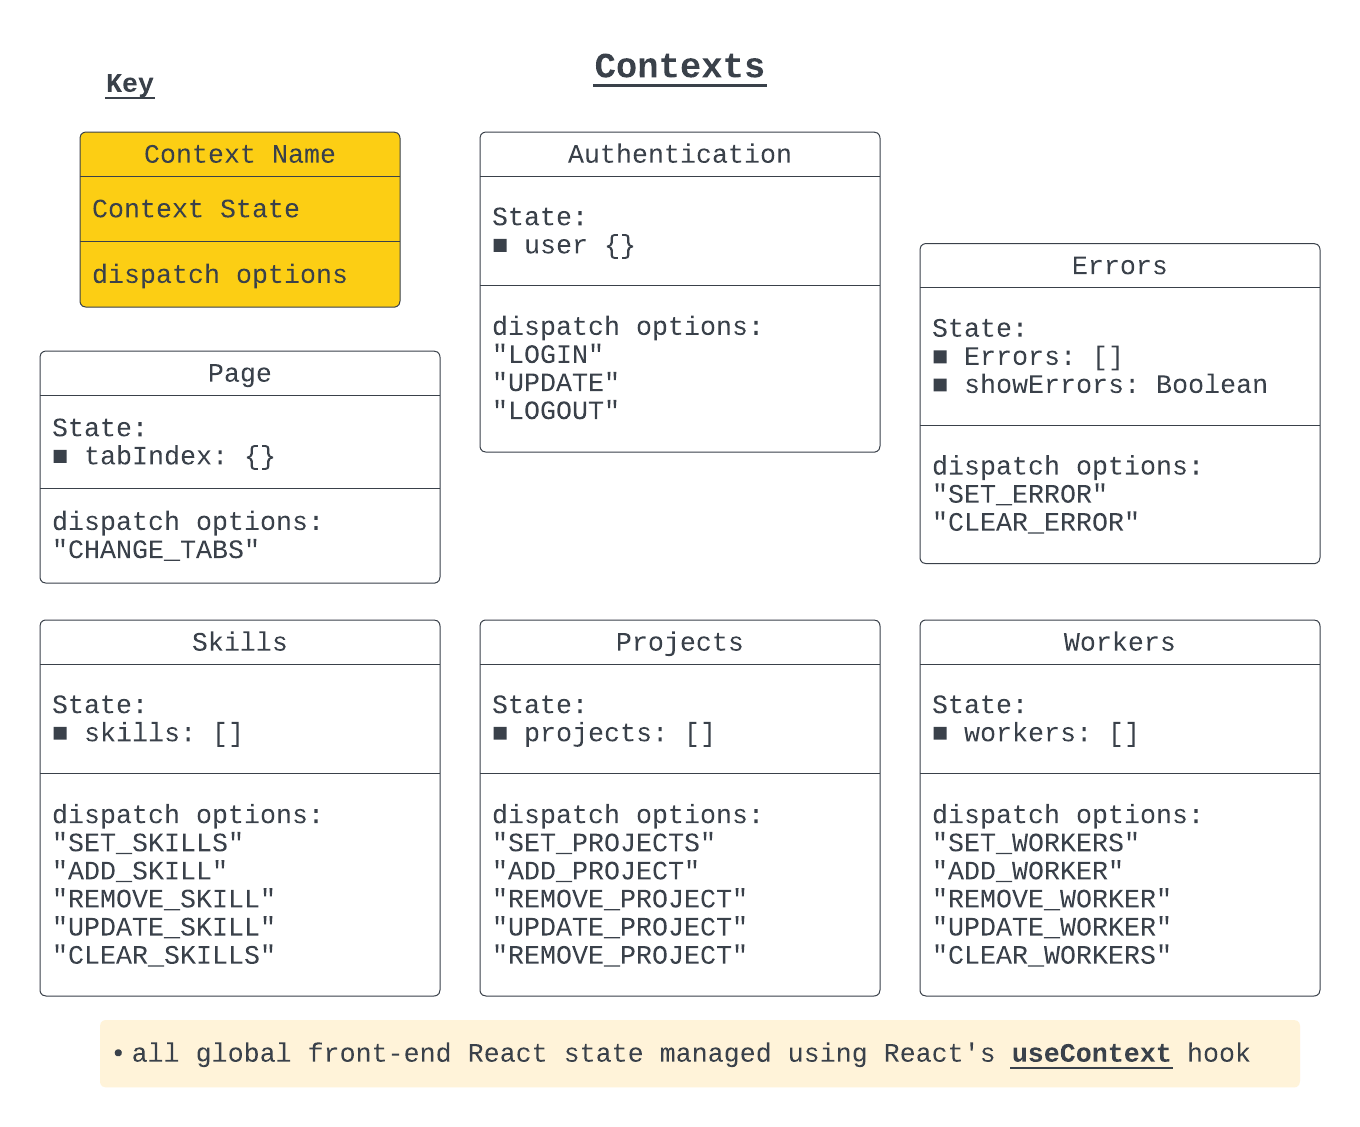 Contexts
Key
Context Name
Context State
dispatch options
Authentication
State:
■ user {}
dispatch options:
"LOGIN"
"UPDATE"
"LOGOUT"
Errors
State:
■ Errors: []
■ showErrors: Boolean
dispatch options:
"SET_ERROR"
"CLEAR_ERROR"
Page
State:
■ tabIndex: {}
dispatch options:
"CHANGE_TABS"
Skills
State:
■ skills: []
dispatch options:
"SET_SKILLS"
"ADD_SKILL"
"REMOVE_SKILL"
"UPDATE_SKILL"
"CLEAR_SKILLS"
Projects
State:
■ projects: []
dispatch options:
"SET_PROJECTS"
"ADD_PROJECT"
"REMOVE_PROJECT"
"UPDATE_PROJECT"
"REMOVE_PROJECT"
Workers
State:
■ workers: []
dispatch options:
"SET_WORKERS"
"ADD_WORKER"
"REMOVE_WORKER"
"UPDATE_WORKER"
"CLEAR_WORKERS"
• all global front-end React state managed using React's useContext hook